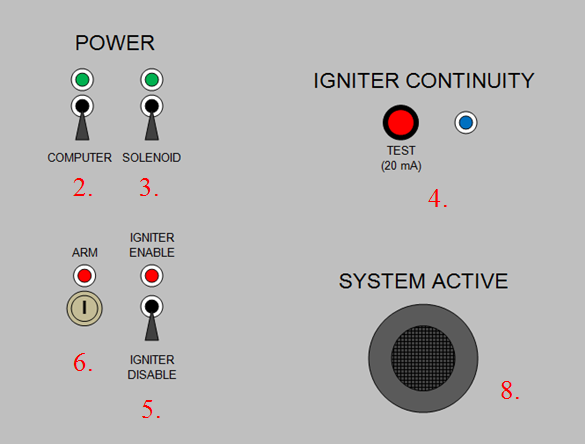 POWER
COMPUTER SOLENOID
2. 3.
IGNITER CONTINUITY
TEST
(20 mA)
4.
ARM
IGNITER
ENABLE
6.
IGNITER
DISABLE
5.
SYSTEM ACTIVE
8.